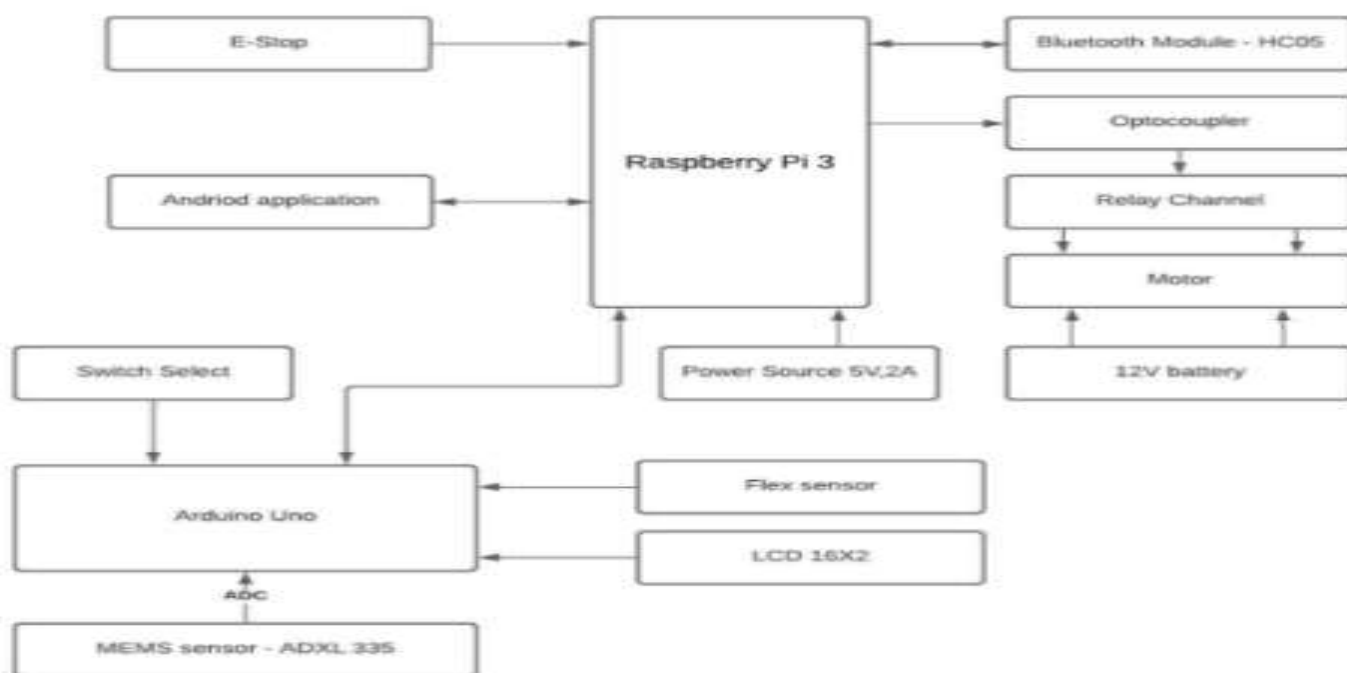 E-Stop
Bluetooth Module - HC05
Optocoupler
Raspberry Pi 3
Andriod application
Relay Channel
Motor
Switch Select
Power Source 5V,2A
12V battery
Flex sensor
Arduino Uno
LCD 16X2
ADC
MEMS sensor - ADXL 335